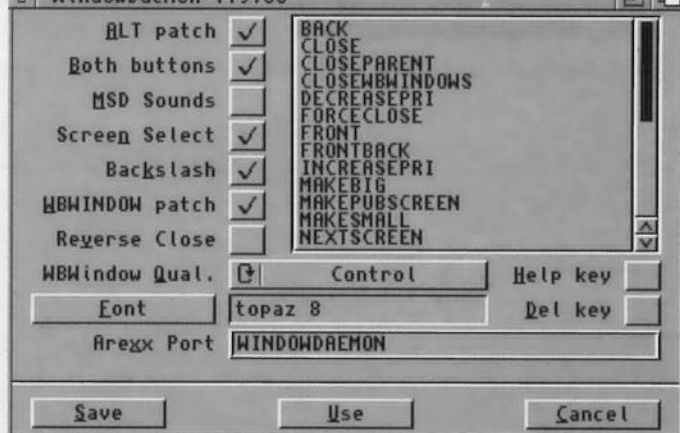 ALT patch
Both buttons
MSD Sounds
Screen Select
Backslash
WBWINDOW patch
Reverse Close
BACK
CLOSE
CLOSEPARENT
CLOSEWBWINDOWS
DECREASEPRI
FORCECLOSE
FRONT
FRONTBACK
INCREASEPRI
MAKEBIG
MAKEPUBSCREEN
MAKESMALL
NEXTSCREEN
WBWindow Qual. Control Help key
Font topaz 8 Del key
Arexx Port WINDOWDAEMON
Save Use Cancel